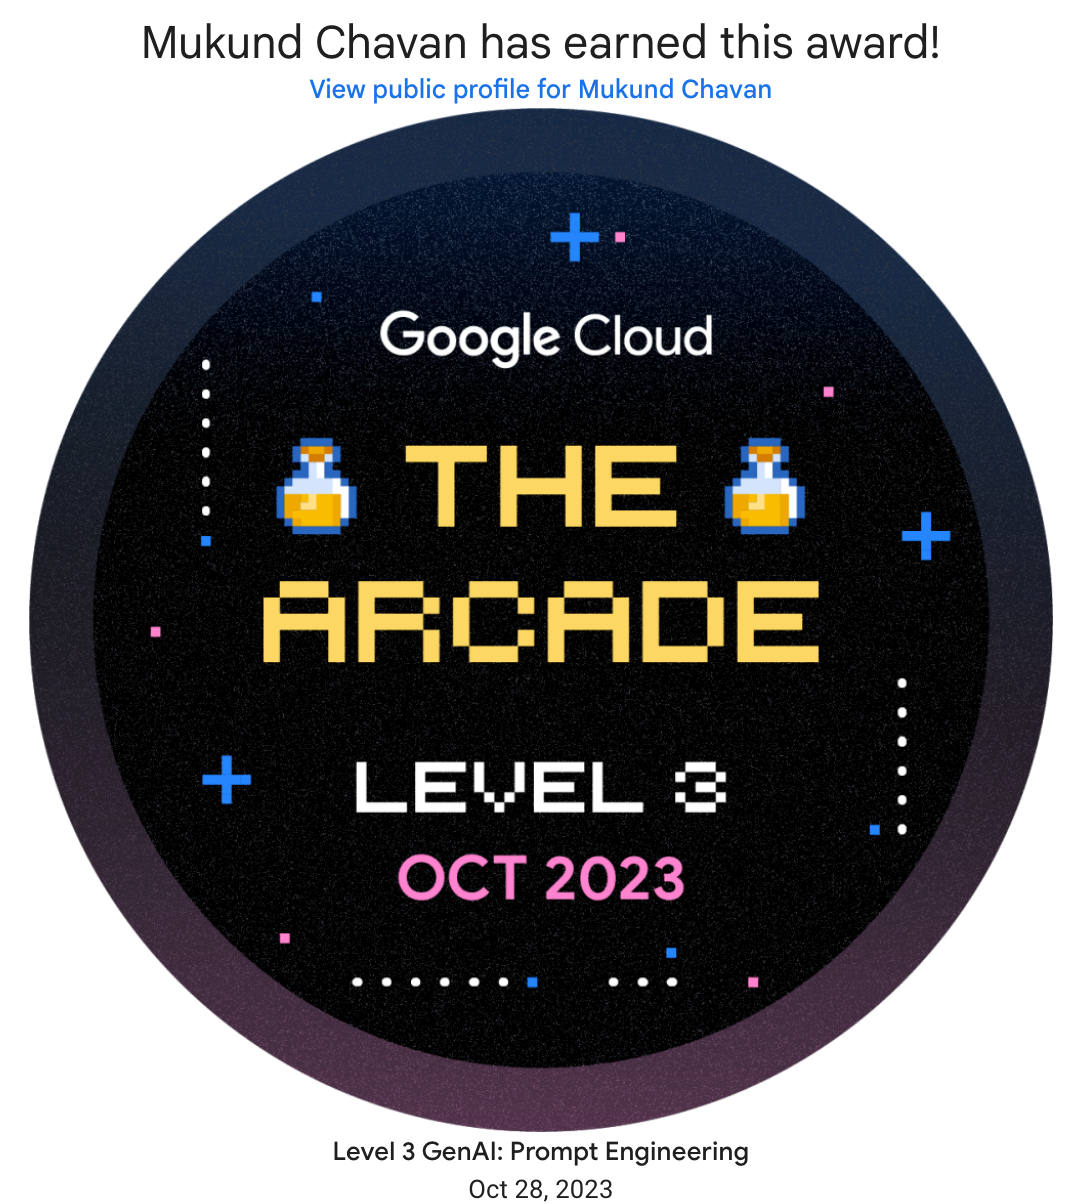 Mukund Chavan has earned this award!
View public profile for Mukund Chavan
Google Cloud
THE
ARCADE
LEVEL 3
OCT 2023
Level 3 GenAI: Prompt Engineering
Oct 28, 2023